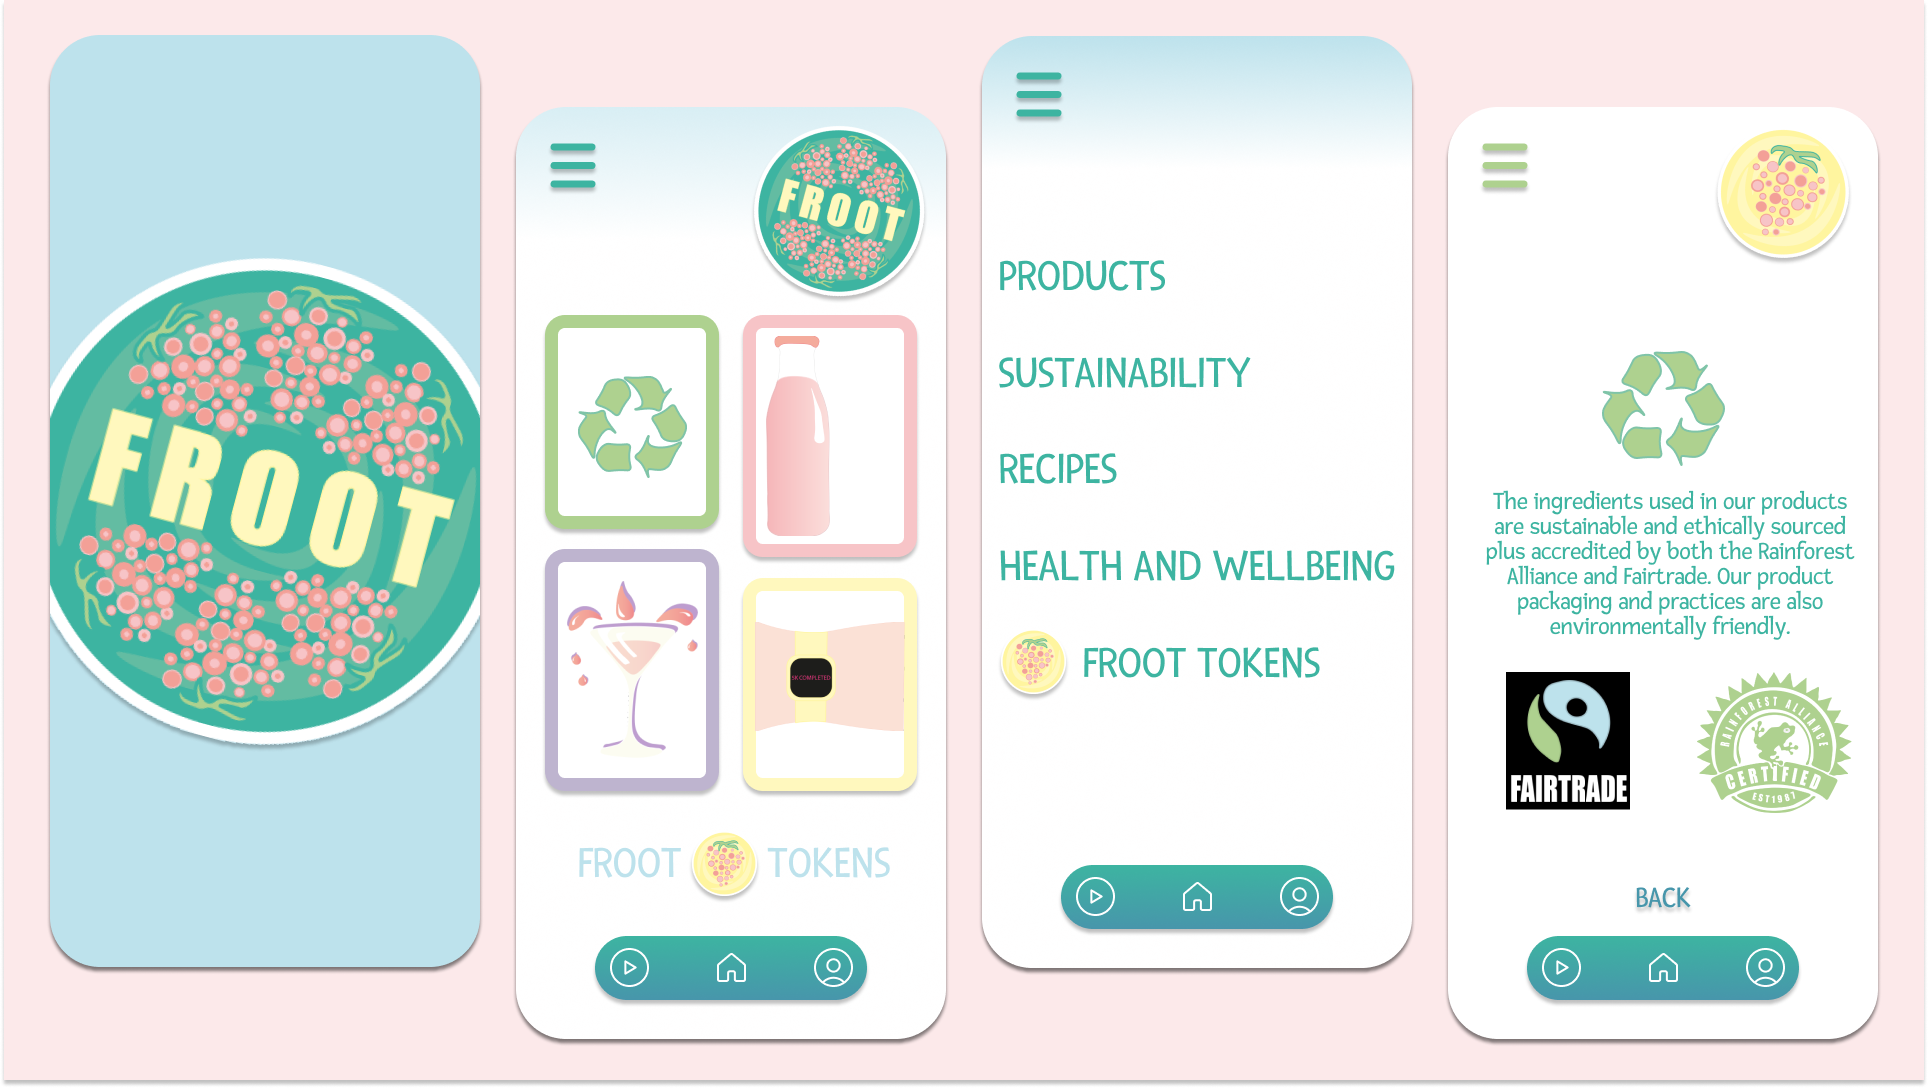 FROOT
FROOT
5K COMPLETED
FROOT TOKENS
PRODUCTS
SUSTAINABILITY
RECIPES
HEALTH AND WELLBEING
FROOT TOKENS
The ingredients used in our products
are sustainable and ethically sourced
plus accredited by both the Rainforest
Alliance and Fairtrade. Our product
packaging and practices are also
environmentally friendly.
FAIRTRADE
RAINFOREST ALLIANCE
CERTIFIED
EST1987
BACK